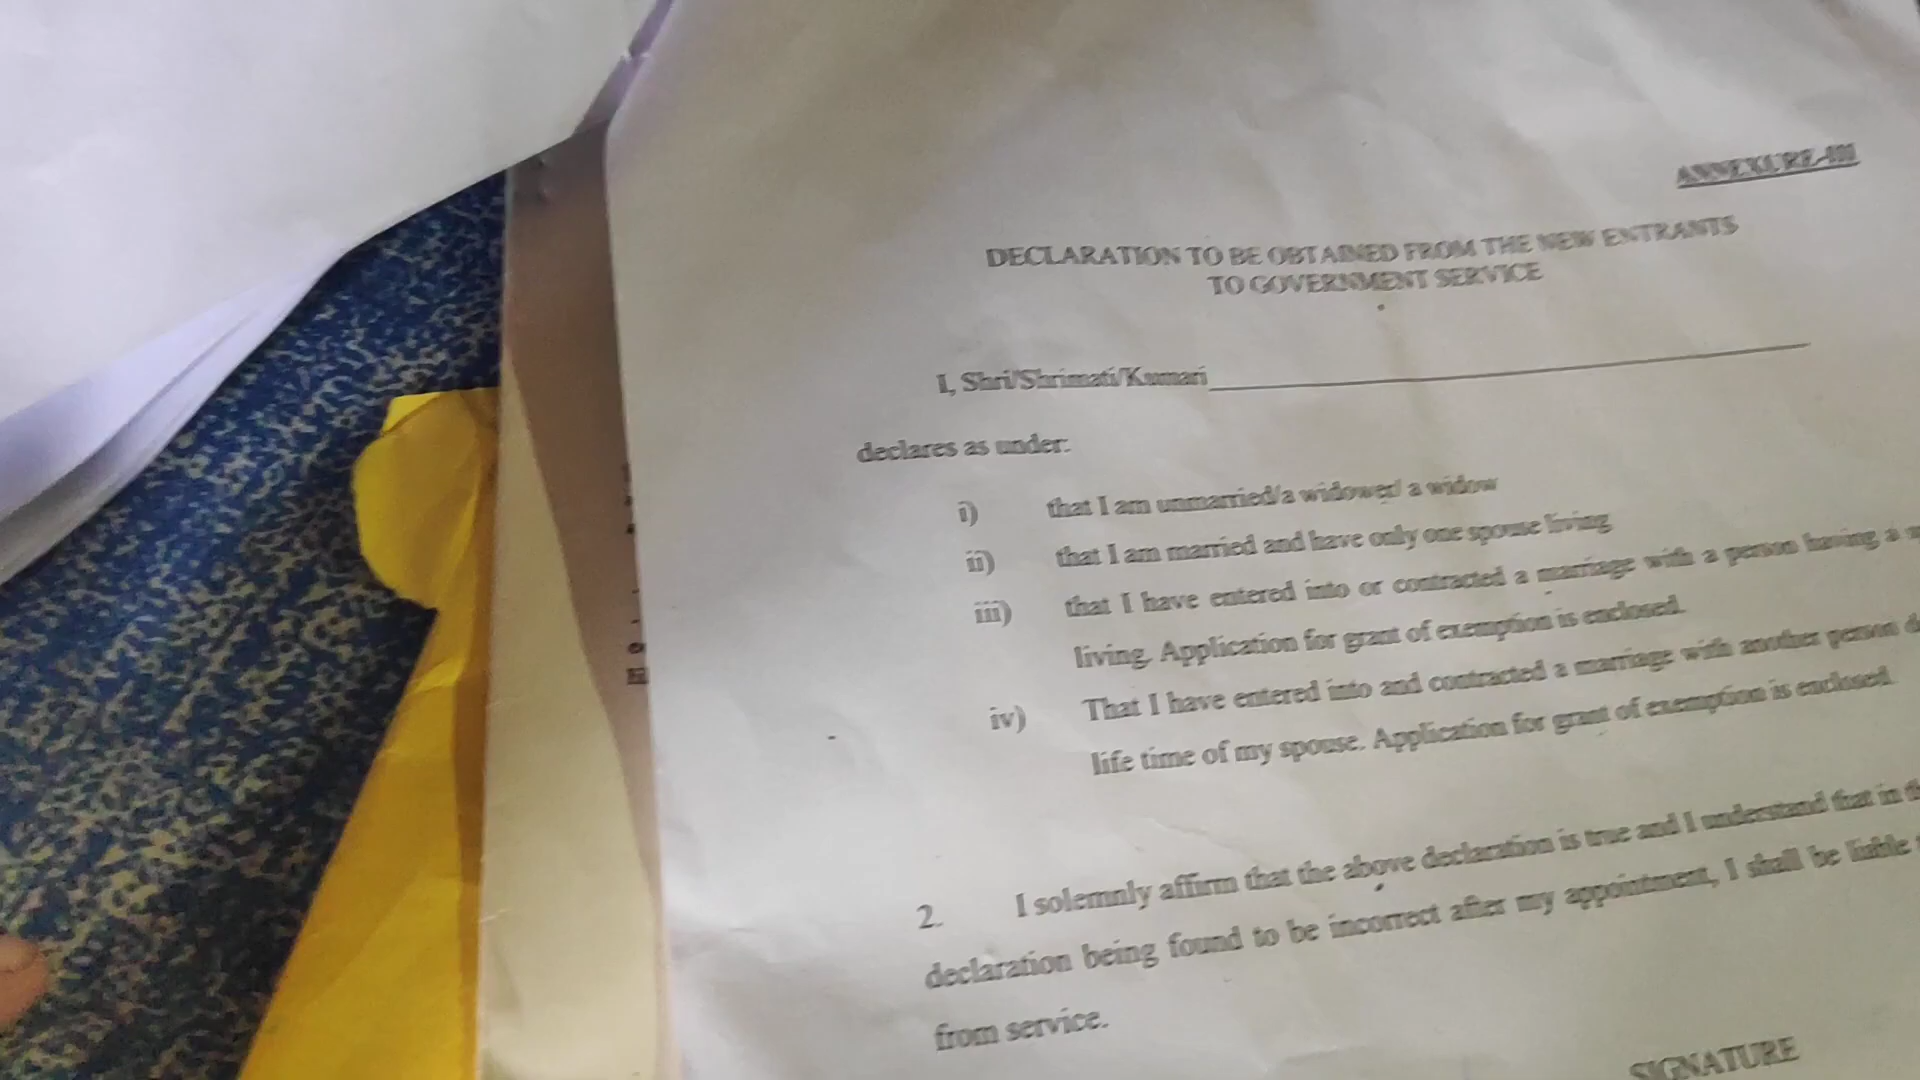 ANNEXURE-III
DECLARATION TO BE OBTAINED FROM THE NEW ENTRANTS
TO GOVERNMENT SERVICE
I, Shri/Shrimati/Kumari
declares as under:
i) that I am unmarried/a widower/ a widow
ii) that I am married and have only one spouse living
iii) that I have entered into or contracted a marriage with a person having a
living. Application for grant of exemption is enclosed.
iv) That I have entered into and contracted a marriage with another person
life time of my spouse. Application for grant of exemption is enclosed.
2. I solemnly affirm that the above declaration is true and I understand that in
declaration being found to be incorrect after my appointment, I shall be liable
from service.
SIGNATURE